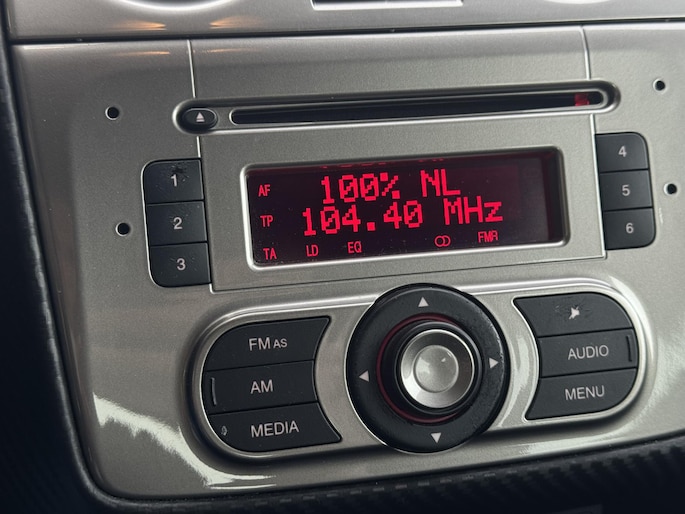 1
2
3
AF
TP
TA
100% NL
104.40 MHz
LD EQ FMR
4
5
6
FM AS
AM
MEDIA
AUDIO
MENU